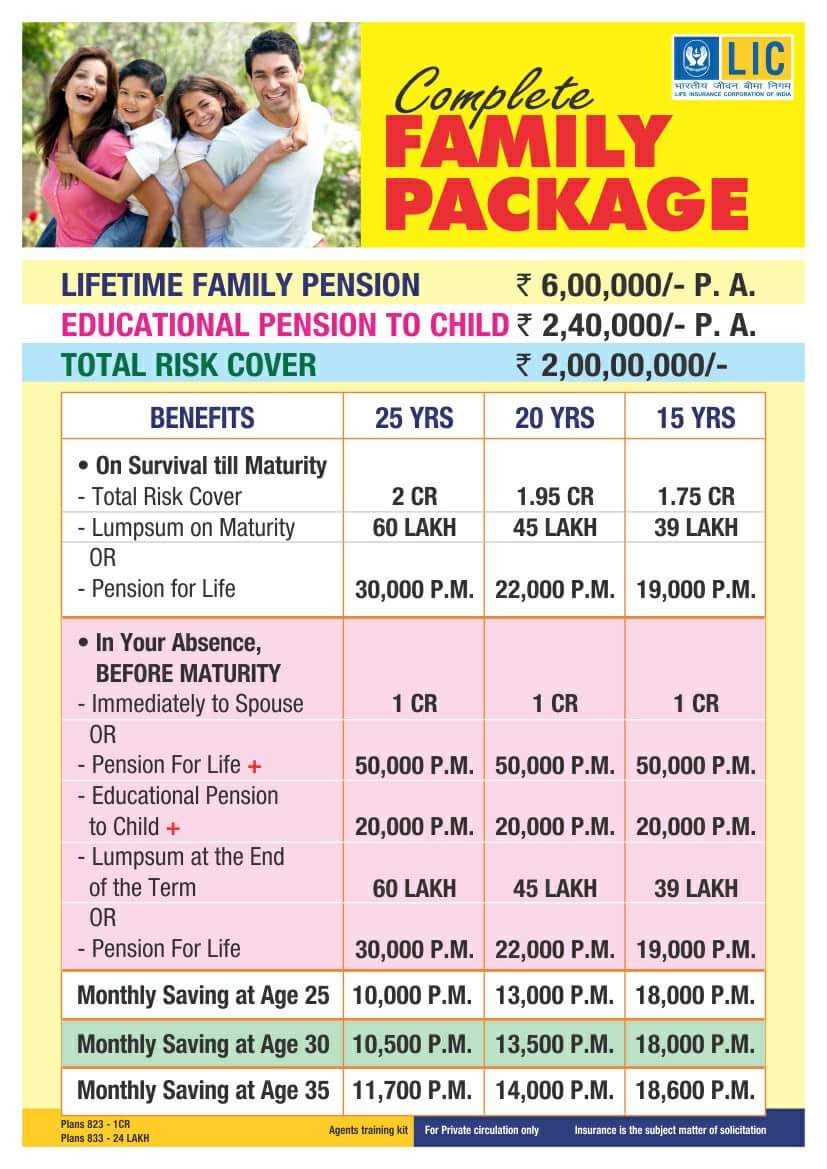 Complete
FAMILY
PACKAGE
LIC
भारतीय जीवन बीमा निगम
LIFE INSURANCE CORPORATION OF INDIA
LIFETIME FAMILY PENSION ₹ 6,00,000/- P. A.
EDUCATIONAL PENSION TO CHILD ₹ 2,40,000/- P. A.
TOTAL RISK COVER ₹ 2,00,00,000/-
BENEFITS 25 YRS 20 YRS 15 YRS
• On Survival till Maturity
- Total Risk Cover 2 CR 1.95 CR 1.75 CR
- Lumpsum on Maturity 60 LAKH 45 LAKH 39 LAKH
OR
- Pension for Life 30,000 P.M. 22,000 P.M. 19,000 P.M.
• In Your Absence,
BEFORE MATURITY
- Immediately to Spouse 1 CR 1 CR 1 CR
OR
- Pension For Life + 50,000 P.M. 50,000 P.M. 50,000 P.M.
- Educational Pension
to Child + 20,000 P.M. 20,000 P.M. 20,000 P.M.
- Lumpsum at the End
of the Term 60 LAKH 45 LAKH 39 LAKH
OR
- Pension For Life 30,000 P.M. 22,000 P.M. 19,000 P.M.
Monthly Saving at Age 25 10,000 P.M. 13,000 P.M. 18,000 P.M.
Monthly Saving at Age 30 10,500 P.M. 13,500 P.M. 18,000 P.M.
Monthly Saving at Age 35 11,700 P.M. 14,000 P.M. 18,600 P.M.
Plans 823 - 1CR
Plans 833 - 24 LAKH
Agents training kit For Private circulation only Insurance is the subject matter of solicitation